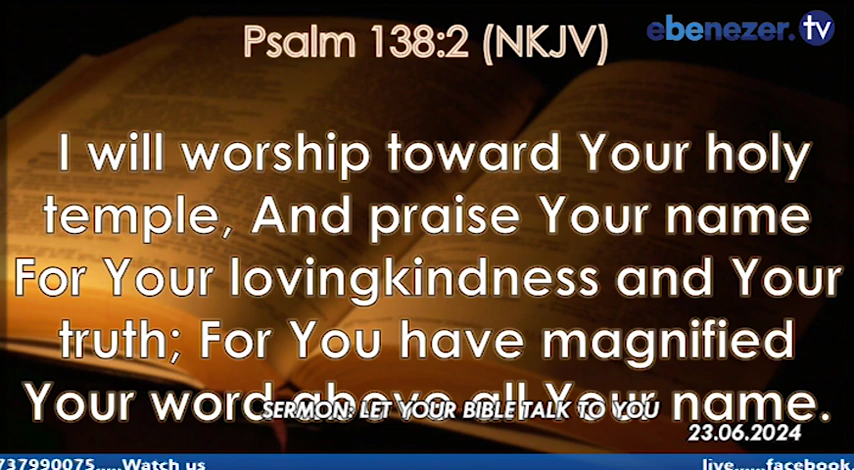 Psalm 138:2 (NKJV)
ebenezer.tv
I will worship toward Your holy
temple, And praise Your name
For Your lovingkindness and Your
truth; For You have magnified
Your word above all Your name.
SERMON: LET YOUR BIBLE TALK TO YOU
23.06.2024
737990075.....Watch us live......facebook